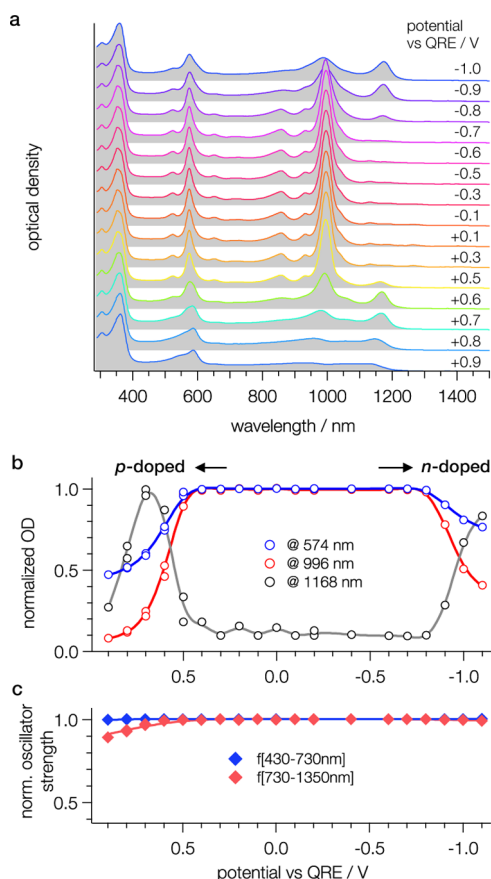 a
potential
vs QRE / V
-1.0
-0.9
-0.8
-0.7
-0.6
-0.5
-0.3
-0.1
+0.1
+0.3
+0.5
+0.6
+0.7
+0.8
+0.9
optical density
400 600 800 1000 1200 1400
wavelength / nm
b
p-doped n-doped
1.0
0.5
0.0
normalized OD
@ 574 nm
@ 996 nm
@ 1168 nm
0.5 0.0 -0.5 -1.0
c
norm. oscillator
strength
1.0
0.5
f[430-730nm]
f[730-1350nm]
0.5 0.0 -0.5 -1.0
potential vs QRE / V